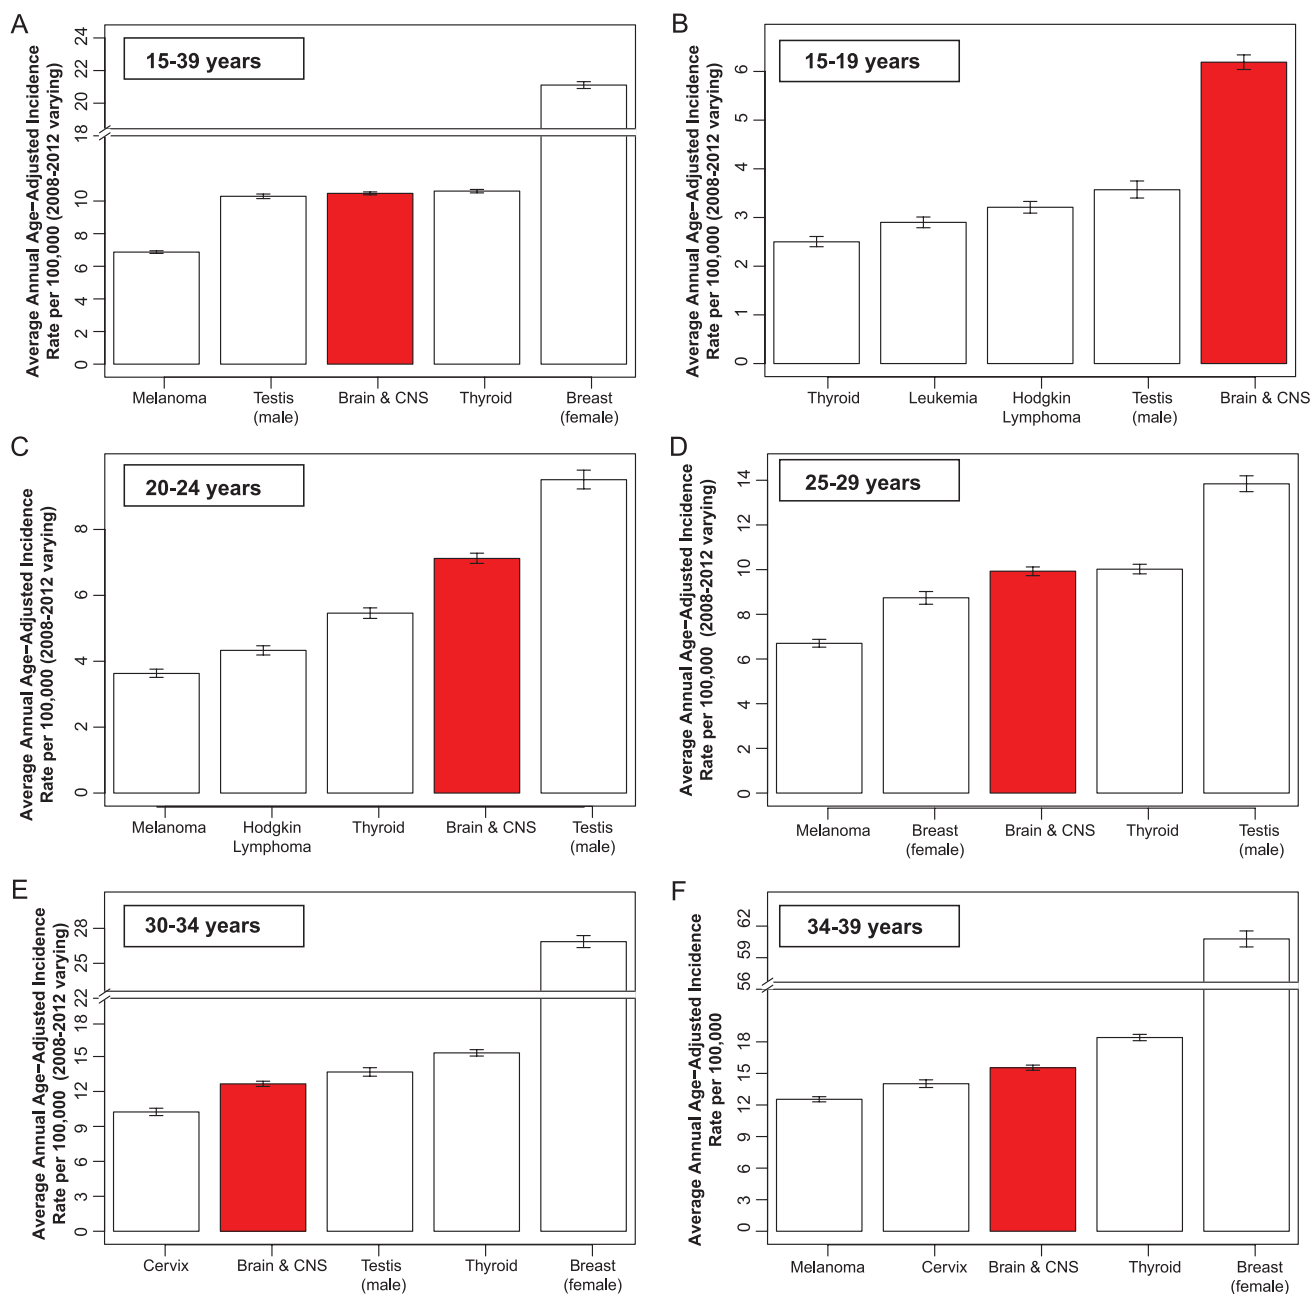 A
15-39 years
Average Annual Age–Adjusted Incidence
Rate per 100,000 (2008-2012 varying)
24
22
20
18
14
10
8
6
4
2
0
Melanoma
Testis
(male)
Brain & CNS
Thyroid
Breast
(female)
B
15-19 years
Average Annual Age–Adjusted Incidence
Rate per 100,000 (2008-2012 varying)
6
5
4
3
2
1
0
Thyroid
Leukemia
Hodgkin
Lymphoma
Testis
(male)
Brain & CNS
C
20-24 years
Average Annual Age–Adjusted Incidence
Rate per 100,000 (2008-2012 varying)
8
6
4
2
0
Melanoma
Hodgkin
Lymphoma
Thyroid
Brain & CNS
Testis
(male)
D
25-29 years
Average Annual Age–Adjusted Incidence
Rate per 100,000 (2008-2012 varying)
14
12
10
8
6
4
2
0
Melanoma
Breast
(female)
Brain & CNS
Thyroid
Testis
(male)
E
30-34 years
Average Annual Age–Adjusted Incidence
Rate per 100,000 (2008-2012 varying)
28
25
22
22
18
15
12
9
6
3
0
Cervix
Brain & CNS
Testis
(male)
Thyroid
Breast
(female)
F
34-39 years
Average Annual Age–Adjusted Incidence
Rate per 100,000
62
59
56
55
18
15
12
9
6
3
0
Melanoma
Cervix
Brain & CNS
Thyroid
Breast
(female)